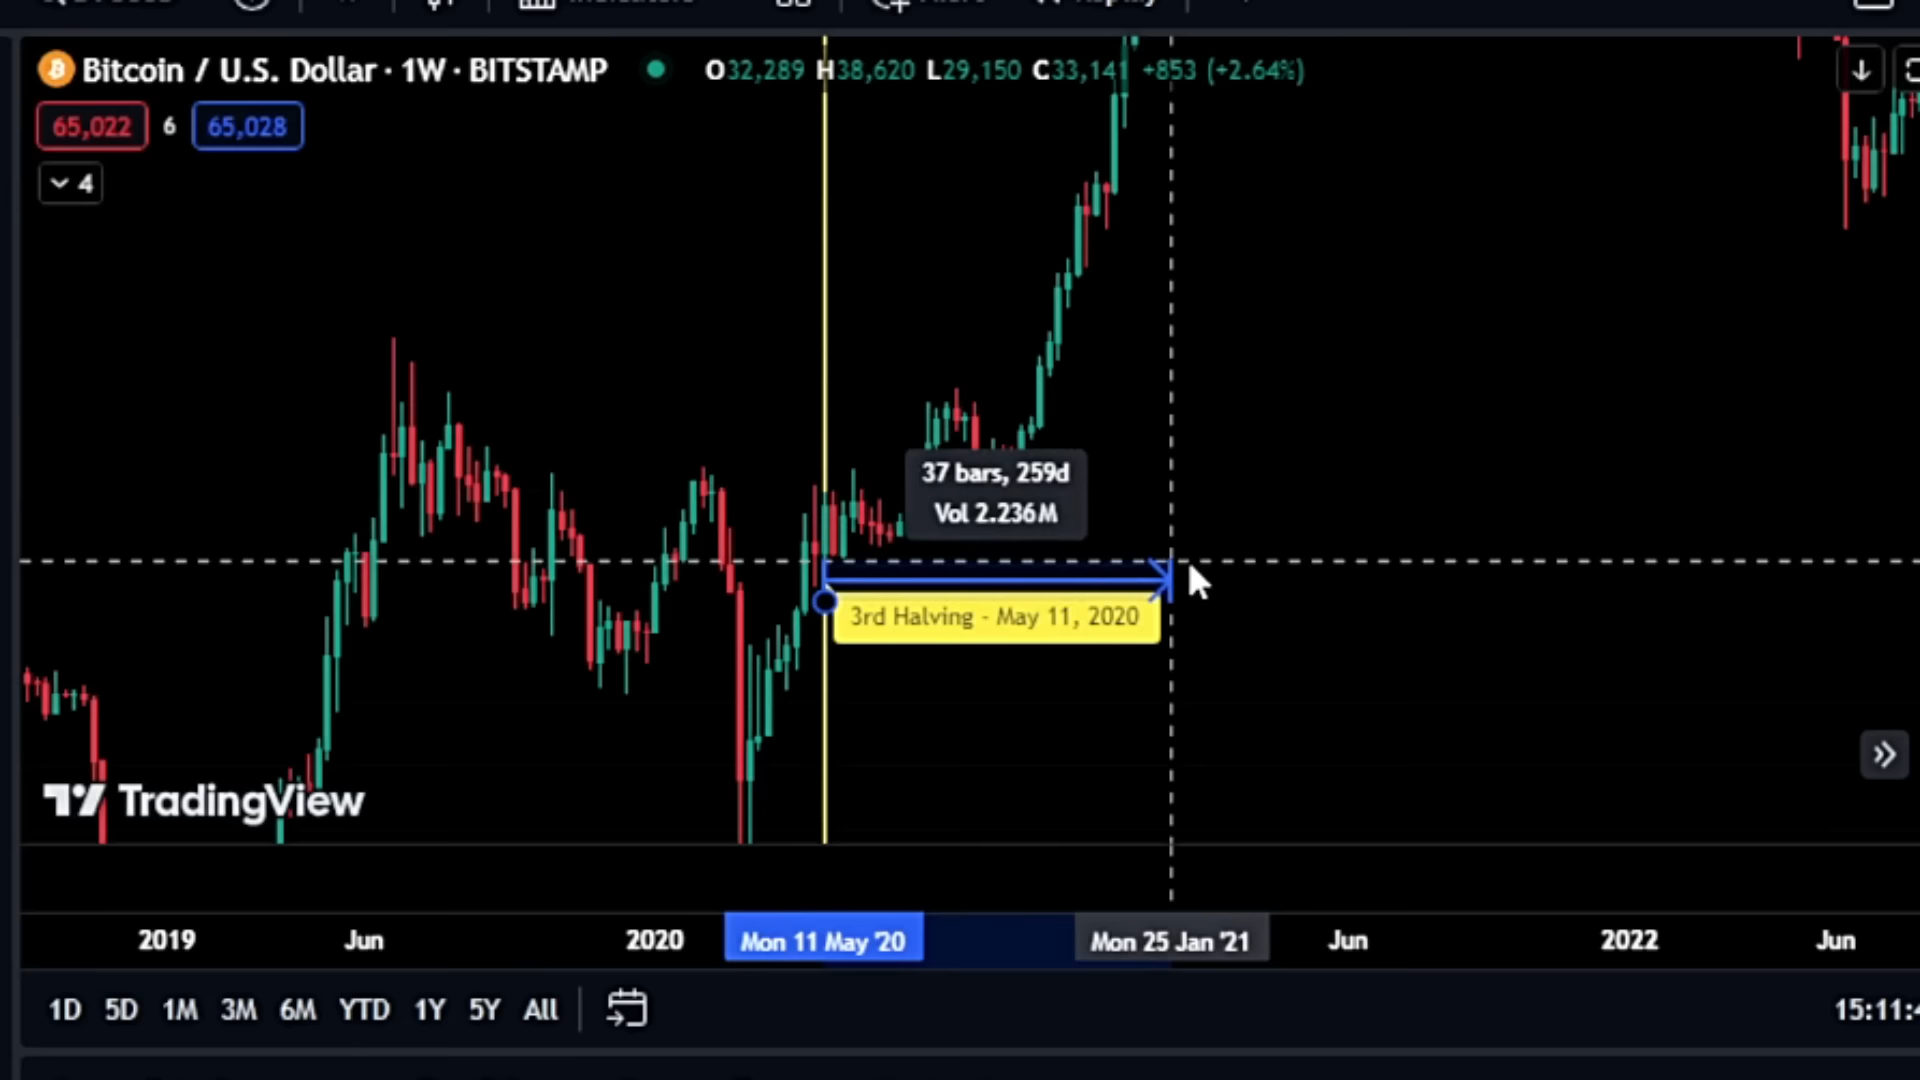 Bitcoin / U.S. Dollar · 1W · BITSTAMP
O32,289 H38,620 L29,150 C33,141 +853 (+2.64%)
65,022 6 65,028
4
37 bars, 259d
Vol 2.236M
3rd Halving - May 11, 2020
TradingView
2019 Jun 2020 Mon 11 May '20 Mon 25 Jan '21 Jun 2022 Jun
1D 5D 1M 3M 6M YTD 1Y 5Y All
15:11: